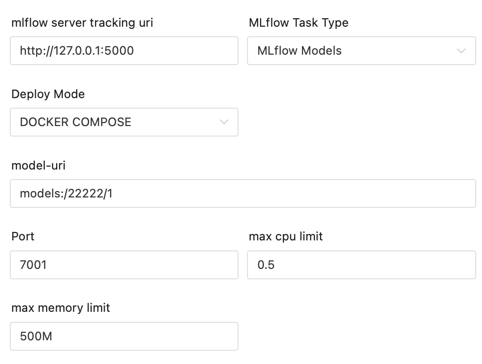 mlflow server tracking uri
MLflow Task Type
http://127.0.0.1:5000
MLflow Models
Deploy Mode
DOCKER COMPOSE
model-uri
models:/22222/1
Port
max cpu limit
7001
0.5
max memory limit
500M